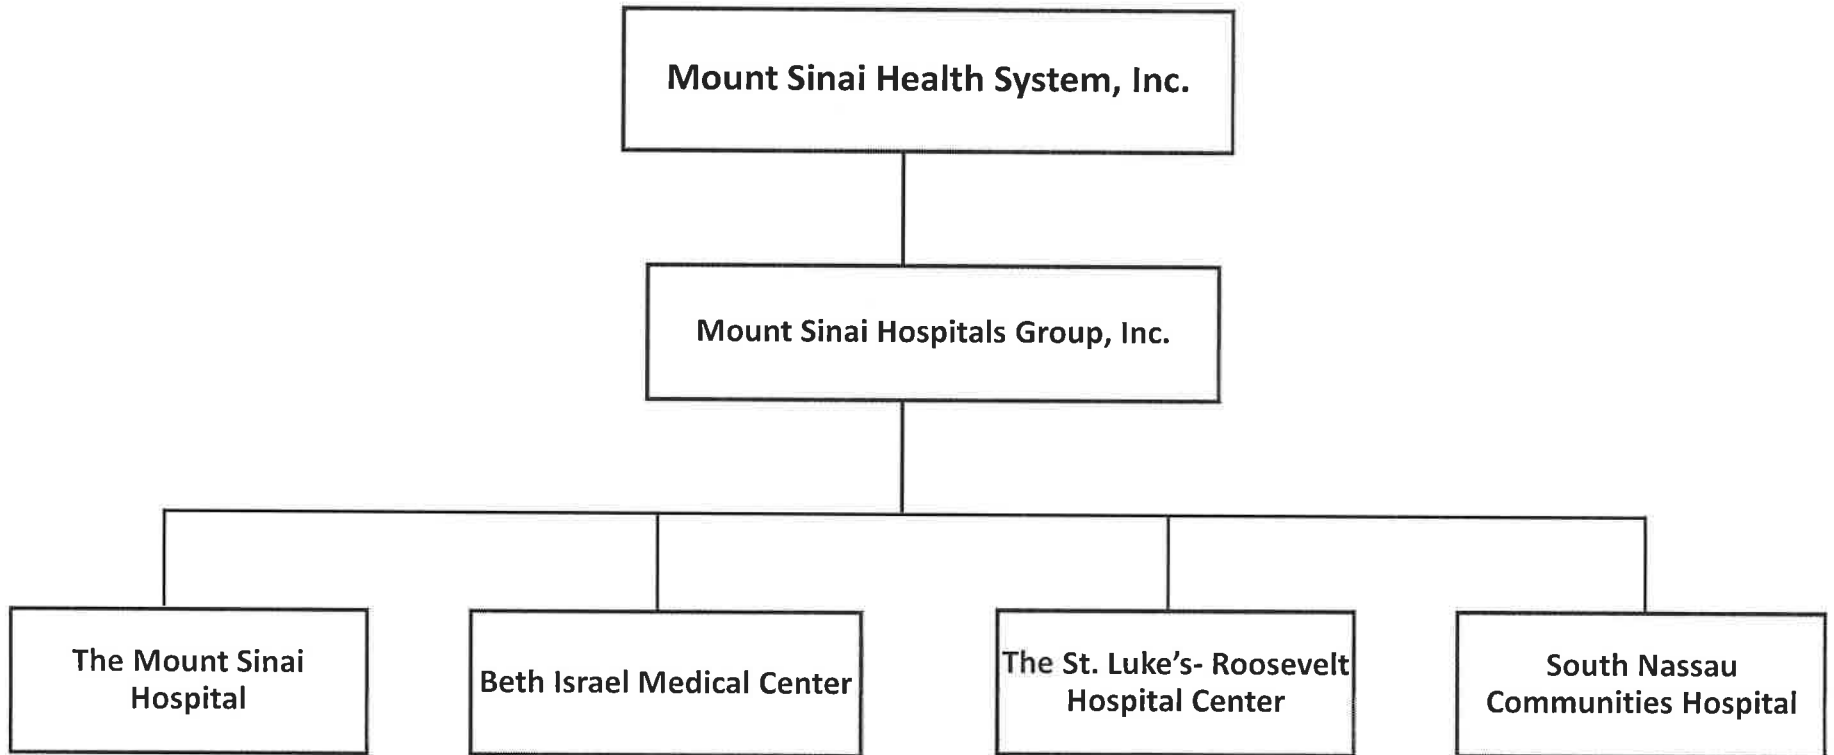 Mount Sinai Health System, Inc.
Mount Sinai Hospitals Group, Inc.
The Mount Sinai
Hospital
Beth Israel Medical Center
The St. Luke's- Roosevelt
Hospital Center
South Nassau
Communities Hospital